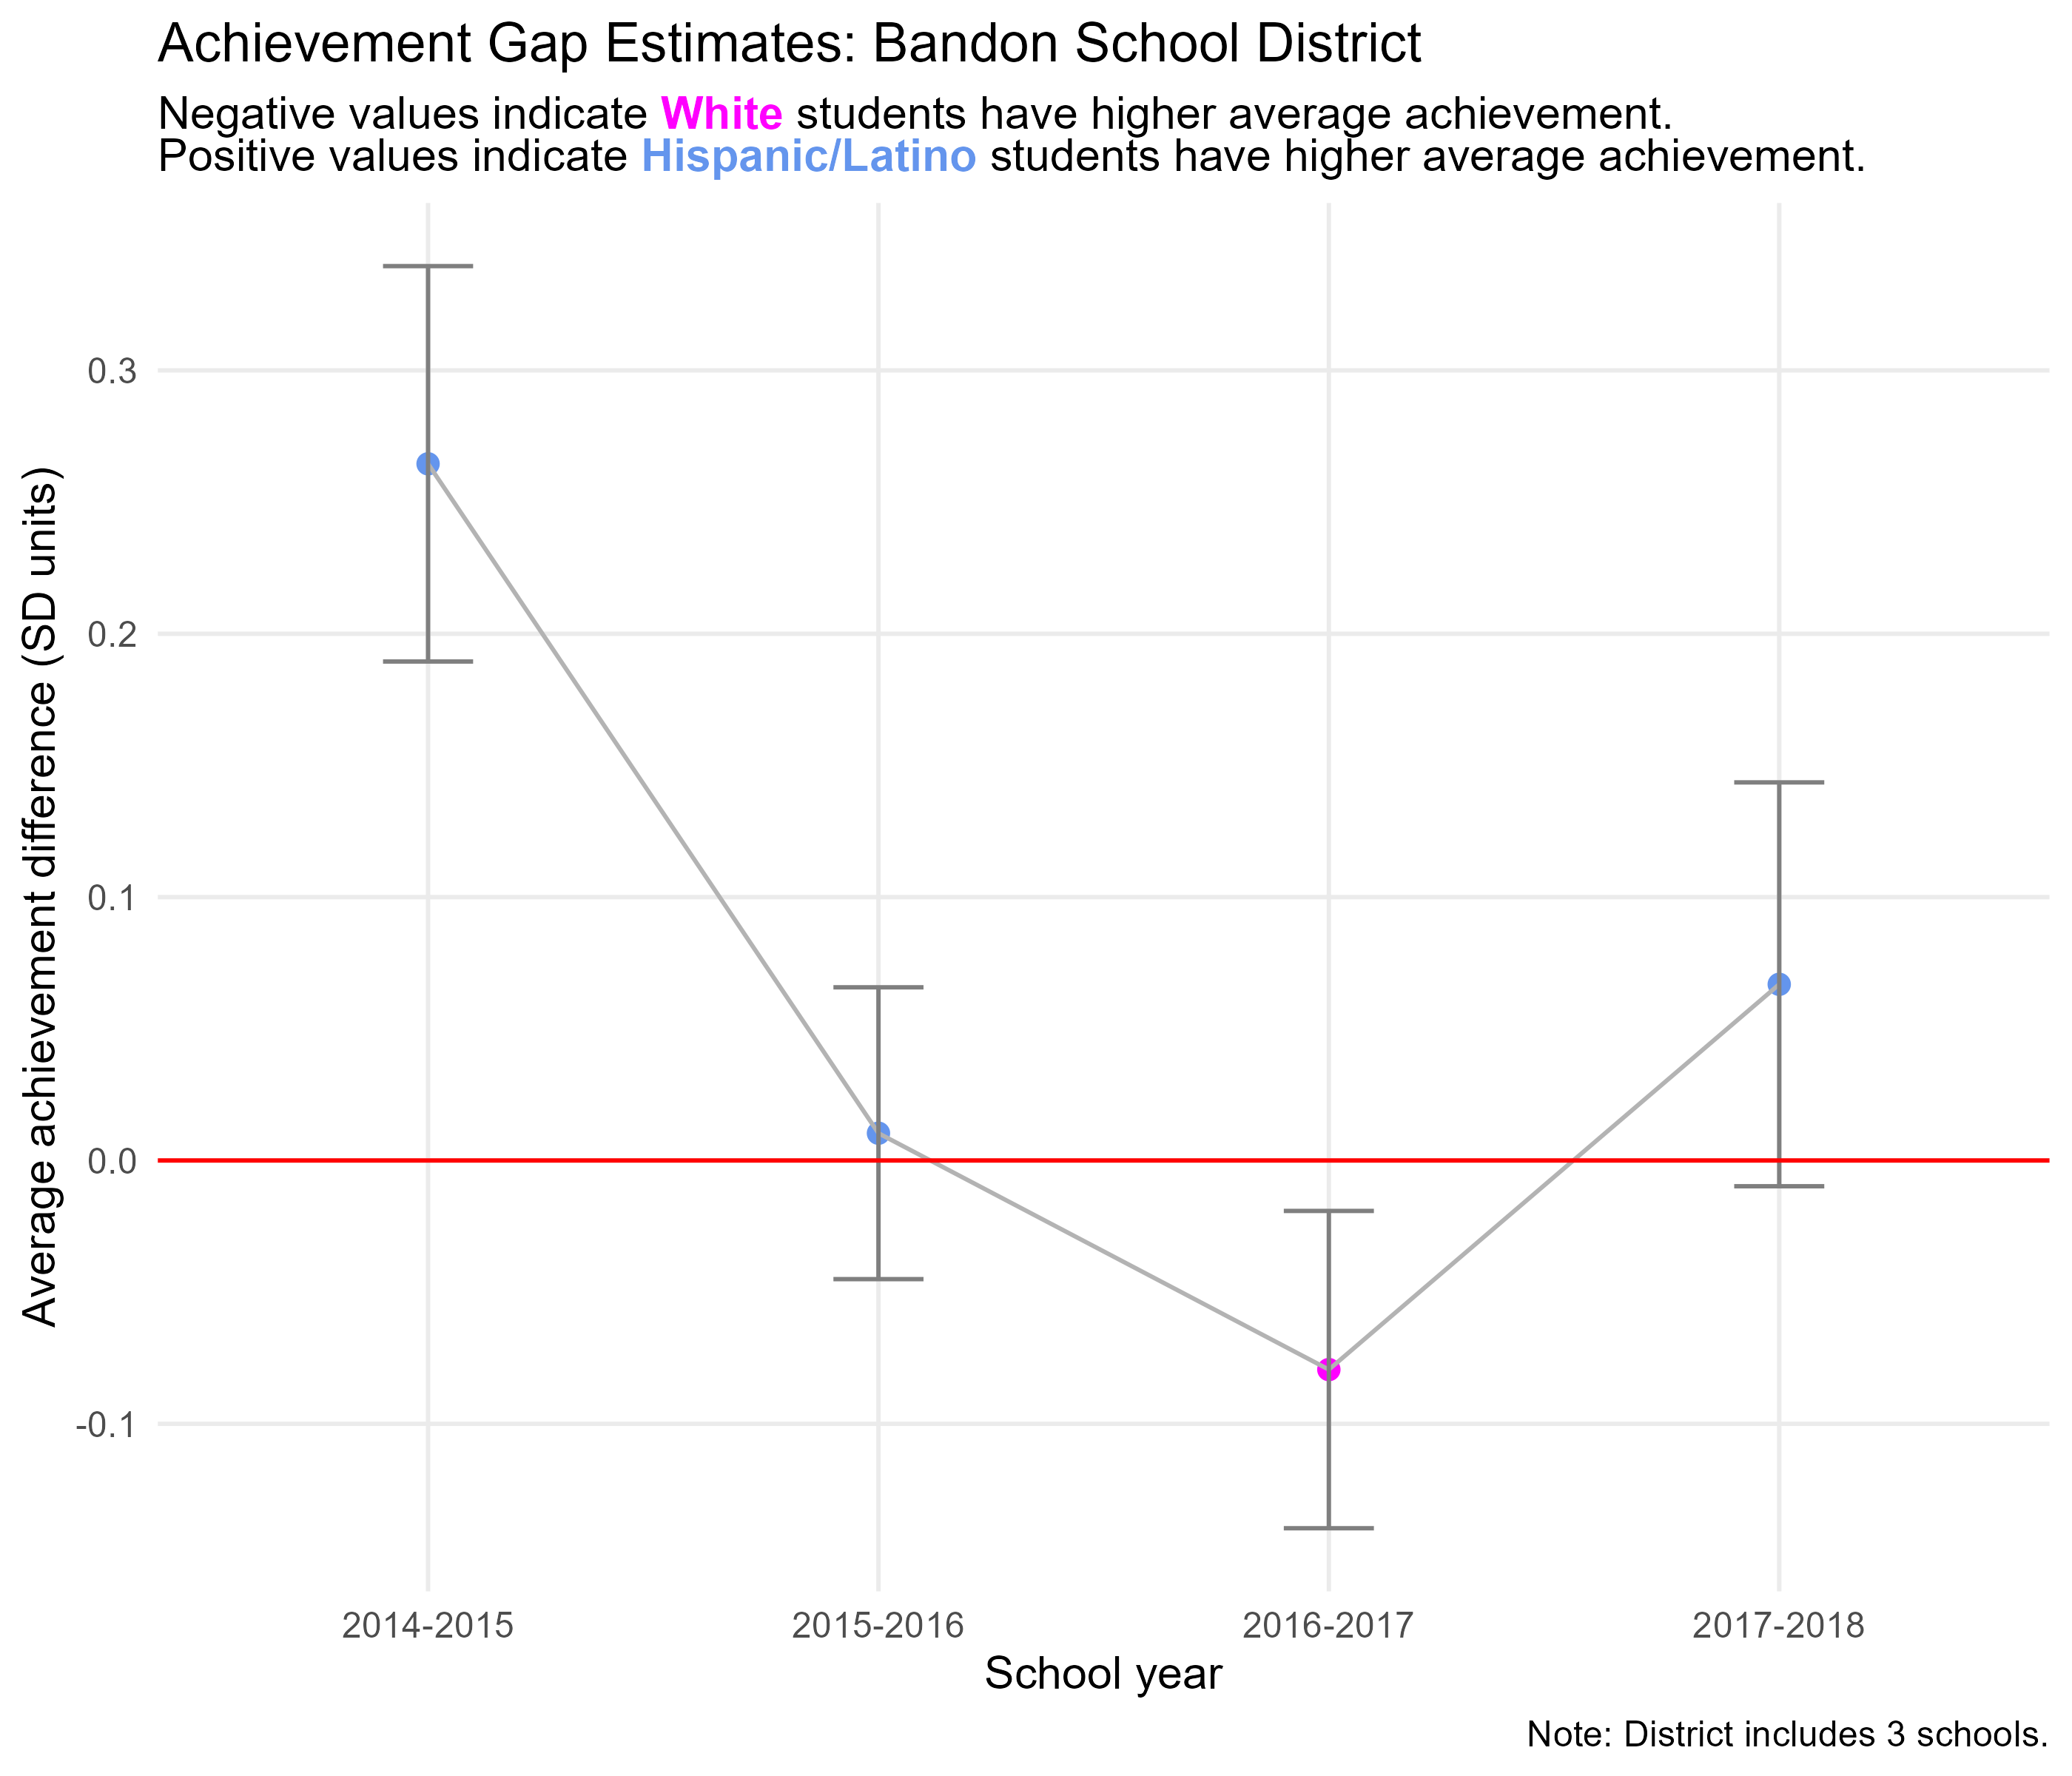 Achievement Gap Estimates: Bandon School District
Negative values indicate White students have higher average achievement.
Positive values indicate Hispanic/Latino students have higher average achievement.
Average achievement difference (SD units)
0.3
0.2
0.1
0.0
-0.1
2014-2015
2015-2016
2016-2017
2017-2018
School year
Note: District includes 3 schools.